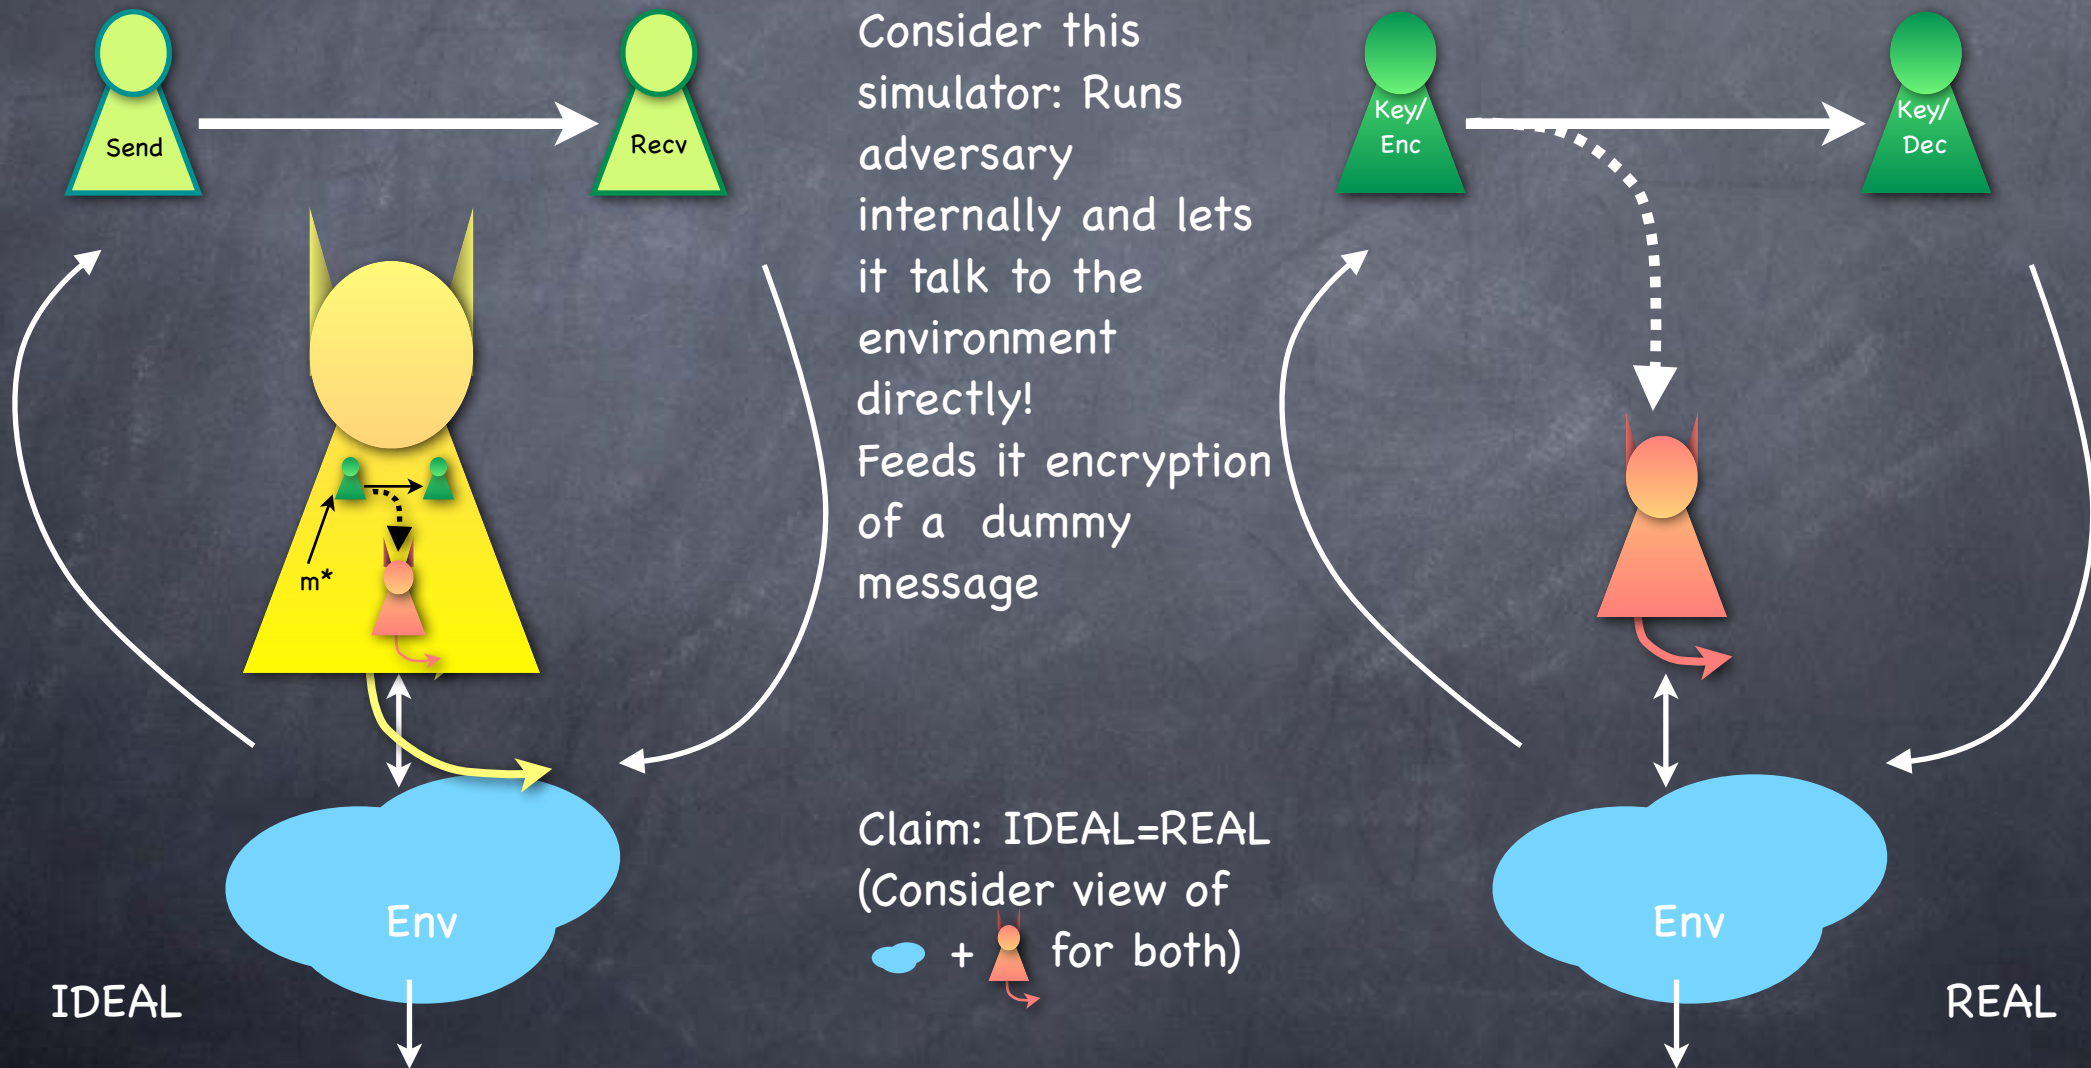 Send
Recv
m*
Env
IDEAL
Consider this
simulator: Runs
adversary
internally and lets
it talk to the
environment
directly!
Feeds it encryption
of a dummy
message
Claim: IDEAL=REAL
(Consider view of
+ for both)
Key/
Enc
Key/
Dec
Env
REAL